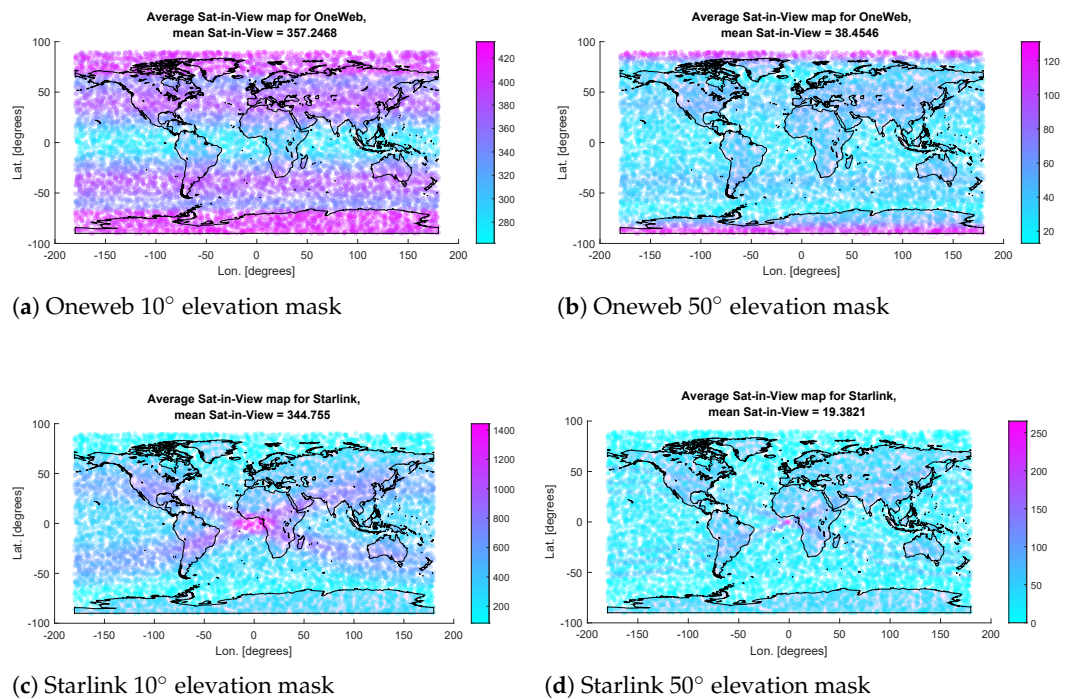 Average Sat-in-View map for OneWeb,
mean Sat-in-View = 357.2468
100
50
0
-50
-100
Lat. [degrees]
-200 -150 -100 -50 0 50 100 150 200
Lon. [degrees]
420
400
380
360
340
320
300
280
(a) Oneweb 10° elevation mask
Average Sat-in-View map for OneWeb,
mean Sat-in-View = 38.4546
100
50
0
-50
-100
Lat. [degrees]
-200 -150 -100 -50 0 50 100 150 200
Lon. [degrees]
120
100
80
60
40
20
(b) Oneweb 50° elevation mask
Average Sat-in-View map for Starlink,
mean Sat-in-View = 344.755
100
50
0
-50
-100
Lat. [degrees]
-200 -150 -100 -50 0 50 100 150 200
Lon. [degrees]
1400
1200
1000
800
600
400
200
(c) Starlink 10° elevation mask
Average Sat-in-View map for Starlink,
mean Sat-in-View = 19.3821
100
50
0
-50
-100
Lat. [degrees]
-200 -150 -100 -50 0 50 100 150 200
Lon. [degrees]
250
200
150
100
50
0
(d) Starlink 50° elevation mask